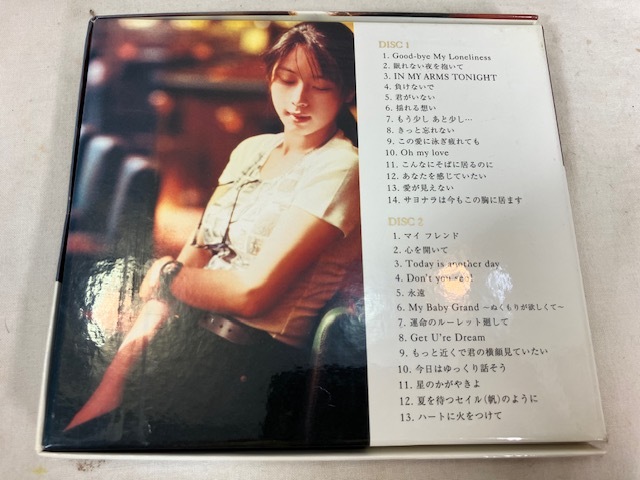 DISC 1
1. Good-bye My Loneliness
2. 眠れない夜を抱いて
3. IN MY ARMS TONIGHT
4. 負けないで
5. 君がいない
6. 揺れる想い
7. もう少し あと少し…
8. きっと忘れない
9. この愛に泳ぎ疲れても
10. Oh my love
11. こんなにそばに居るのに
12. あなたを感じていたい
13. 愛が見えない
14. サヨナラは今もこの胸に居ます
DISC 2
1. マイ フレンド
2. 心を開いて
3. Today is another day
4. Don't you see!
5. 永遠
6. My Baby Grand 〜ぬくもりが欲しくて〜
7. 運命のルーレット廻して
8. Get U're Dream
9. もっと近くで君の横顔見ていたい
10. 今日はゆっくり話そう
11. 星のかがやきよ
12. 夏を待つセイル(帆)のように
13. ハートに火をつけて